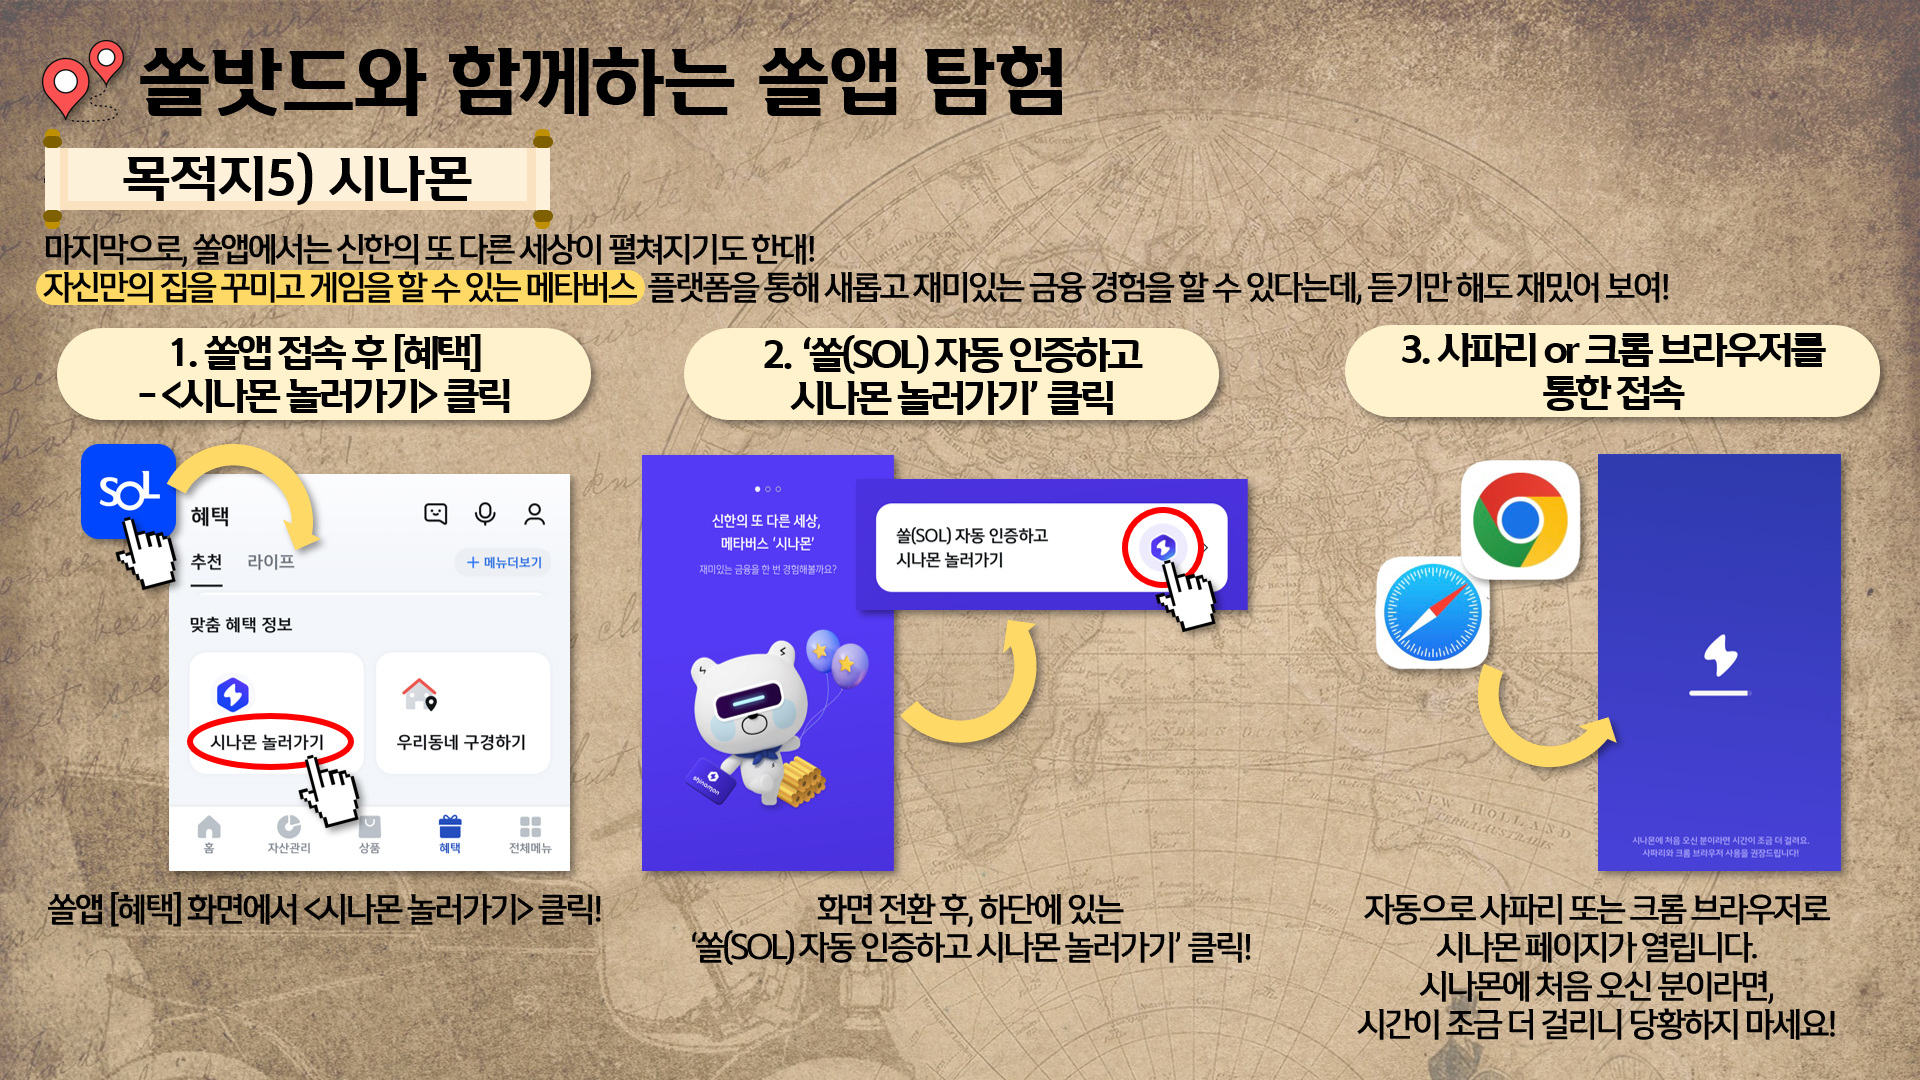 쏠밧드와 함께하는 쏠앱 탐험
목적지5) 시나몬
마지막으로, 쏠앱에서는 신한의 또 다른 세상이 펼쳐지기도 한대!
자신만의 집을 꾸미고 게임을 할 수 있는 메타버스 플랫폼을 통해 새롭고 재미있는 금융 경험을 할 수 있다는데, 듣기만 해도 재밌어 보여!
1. 쏠앱 접속 후 [혜택]
- <시나몬 놀러가기> 클릭
SOL
혜택
추천 라이프
+ 메뉴더보기
맞춤 혜택 정보
시나몬 놀러가기
우리동네 구경하기
홈
자산관리
상품
혜택
전체메뉴
쏠앱 [혜택] 화면에서 <시나몬 놀러가기> 클릭!
2. ‘쏠(SOL) 자동 인증하고
시나몬 놀러가기’ 클릭
신한의 또 다른 세상,
메타버스 ‘시나몬’
재미있는 금융을 한 번 경험해볼까요?
shinamon
쏠(SOL) 자동 인증하고
시나몬 놀러가기
화면 전환 후, 하단에 있는
‘쏠(SOL) 자동 인증하고 시나몬 놀러가기’ 클릭!
3. 사파리 or 크롬 브라우저를
통한 접속
시나몬에 처음 오신 분이라면 시간이 조금 더 걸려요.
사파리와 크롬 브라우저 사용을 권장드립니다!
NEW HOLLAND
자동으로 사파리 또는 크롬 브라우저로
시나몬 페이지가 열립니다.
시나몬에 처음 오신 분이라면,
시간이 조금 더 걸리니 당황하지 마세요!